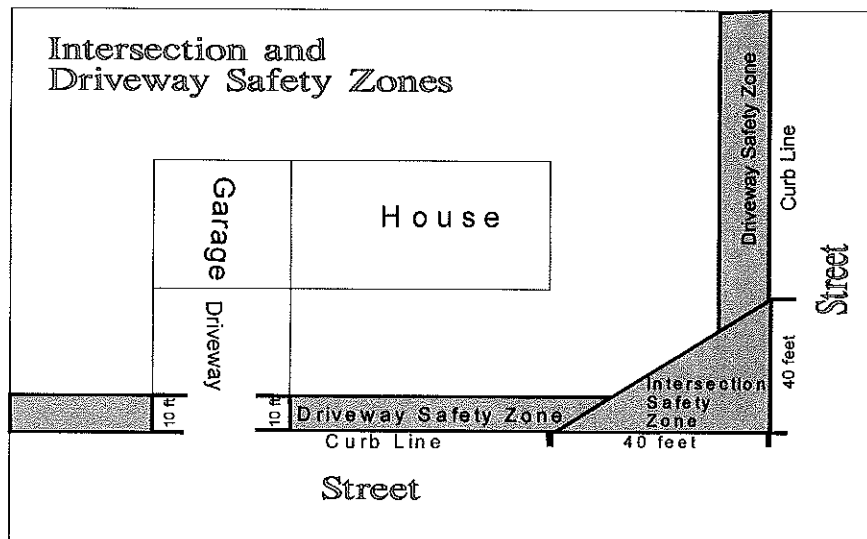 Intersection and
Driveway Safety Zones
Driveway Safety Zone
Curb Line
Garage
House
Street
Driveway
40 feet
10 ft
10 ft
Driveway Safety Zone
Intersection
Safety
Zone
Curb Line
40 feet
Street